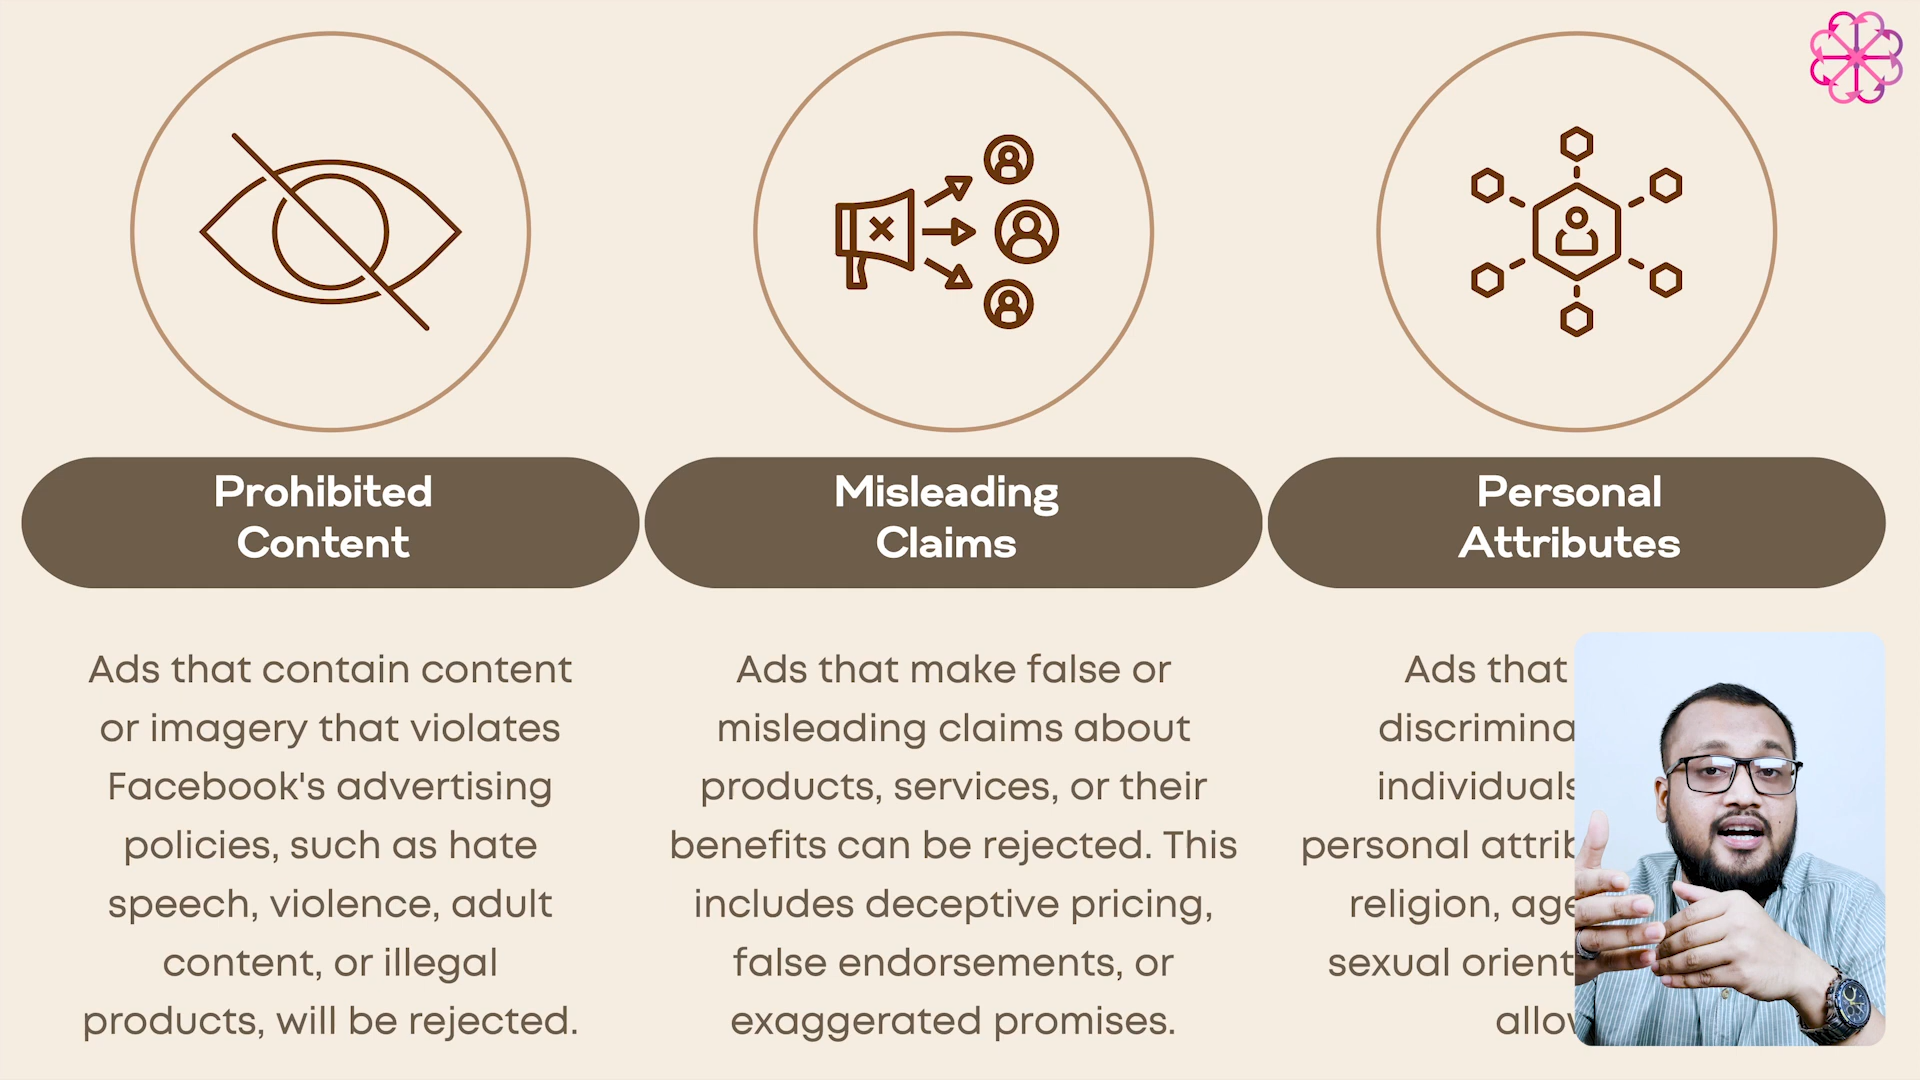 Prohibited
Content
Ads that contain content
or imagery that violates
Facebook's advertising
policies, such as hate
speech, violence, adult
content, or illegal
products, will be rejected.
Misleading
Claims
Ads that make false or
misleading claims about
products, services, or their
benefits can be rejected. This
includes deceptive pricing,
false endorsements, or
exaggerated promises.
Personal
Attributes
Ads that
personal
religion,
sexual